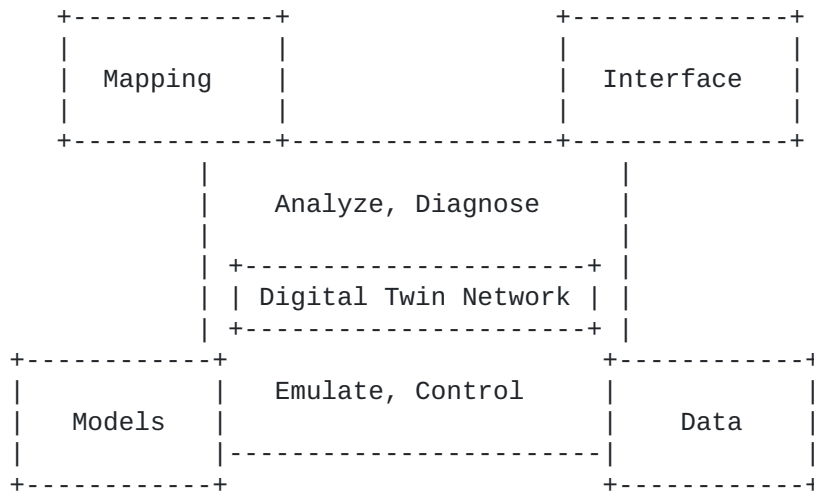 Mapping Interface
Analyze, Diagnose
Digital Twin Network
Emulate, Control
Models Data